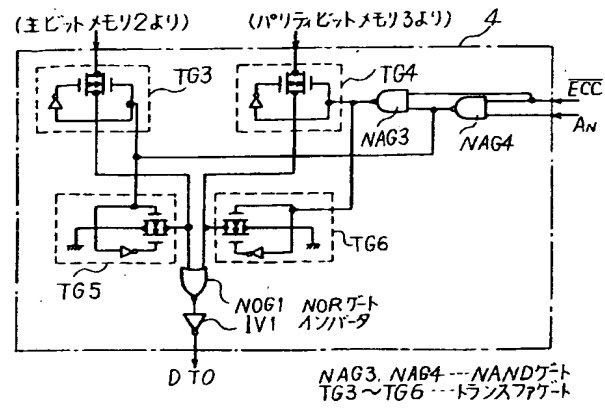 (主ビットメモリ2より)
(パリティビットメモリ3より)
4
TG3
TG4
ECC
AN
NAG3
NAG4
TG5
TG6
NOG1 NORゲート
IV1 インバータ
DTO
NAG3, NAG4…NANDゲート
TG3〜TG6…トランスファゲート